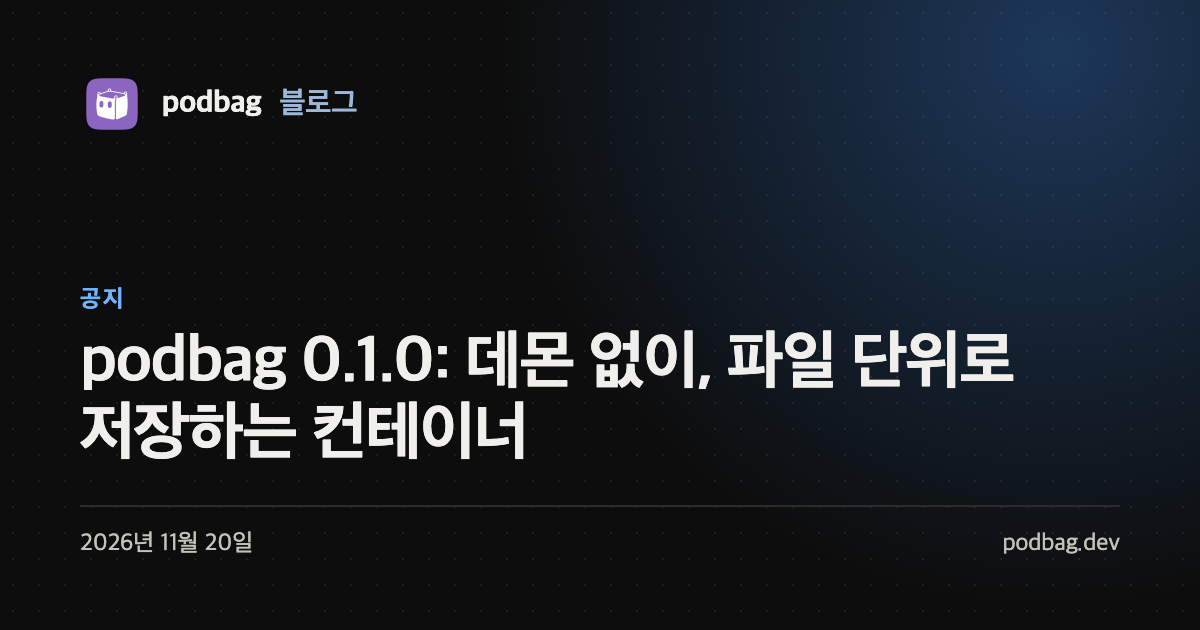 podbag 블로그
공지
podbag 0.1.0: 데몬 없이, 파일 단위로
저장하는 컨테이너
2026년 11월 20일
podbag.dev